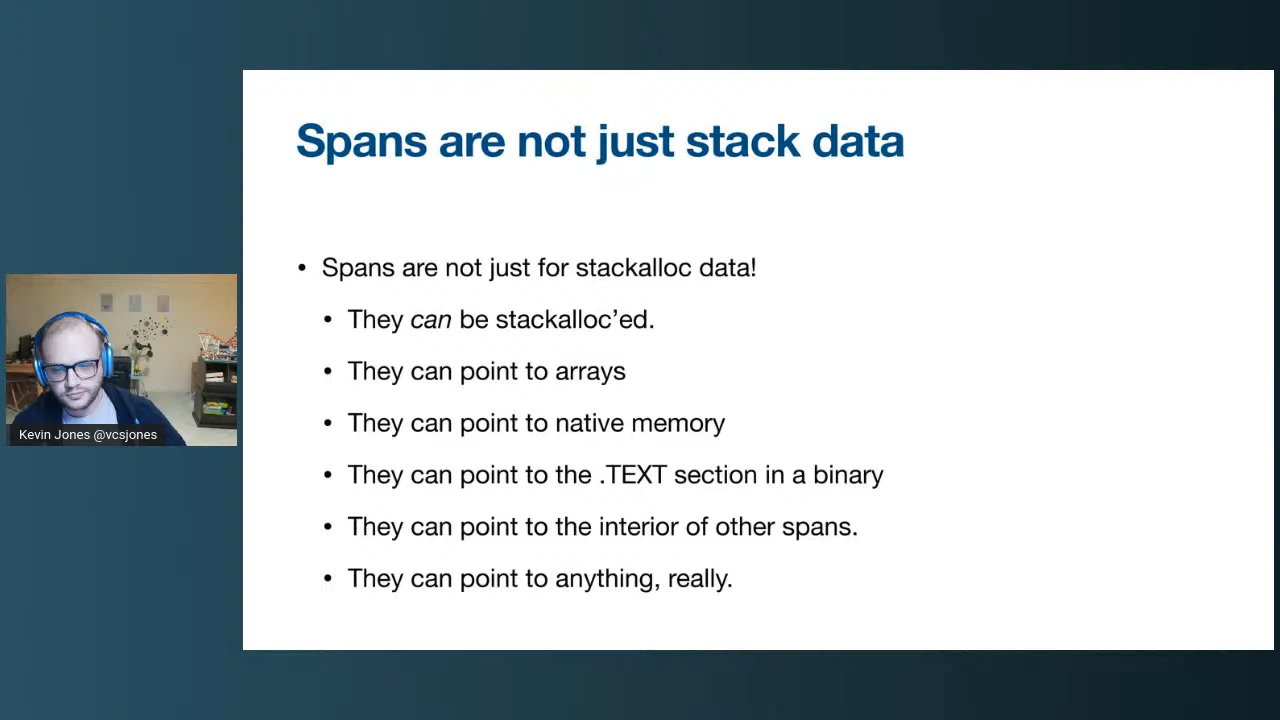 Spans are not just stack data
• Spans are not just for stackalloc data!
• They can be stackalloc’ed.
• They can point to arrays
• They can point to native memory
• They can point to the .TEXT section in a binary
• They can point to the interior of other spans.
• They can point to anything, really.
Kevin Jones @vcsjones